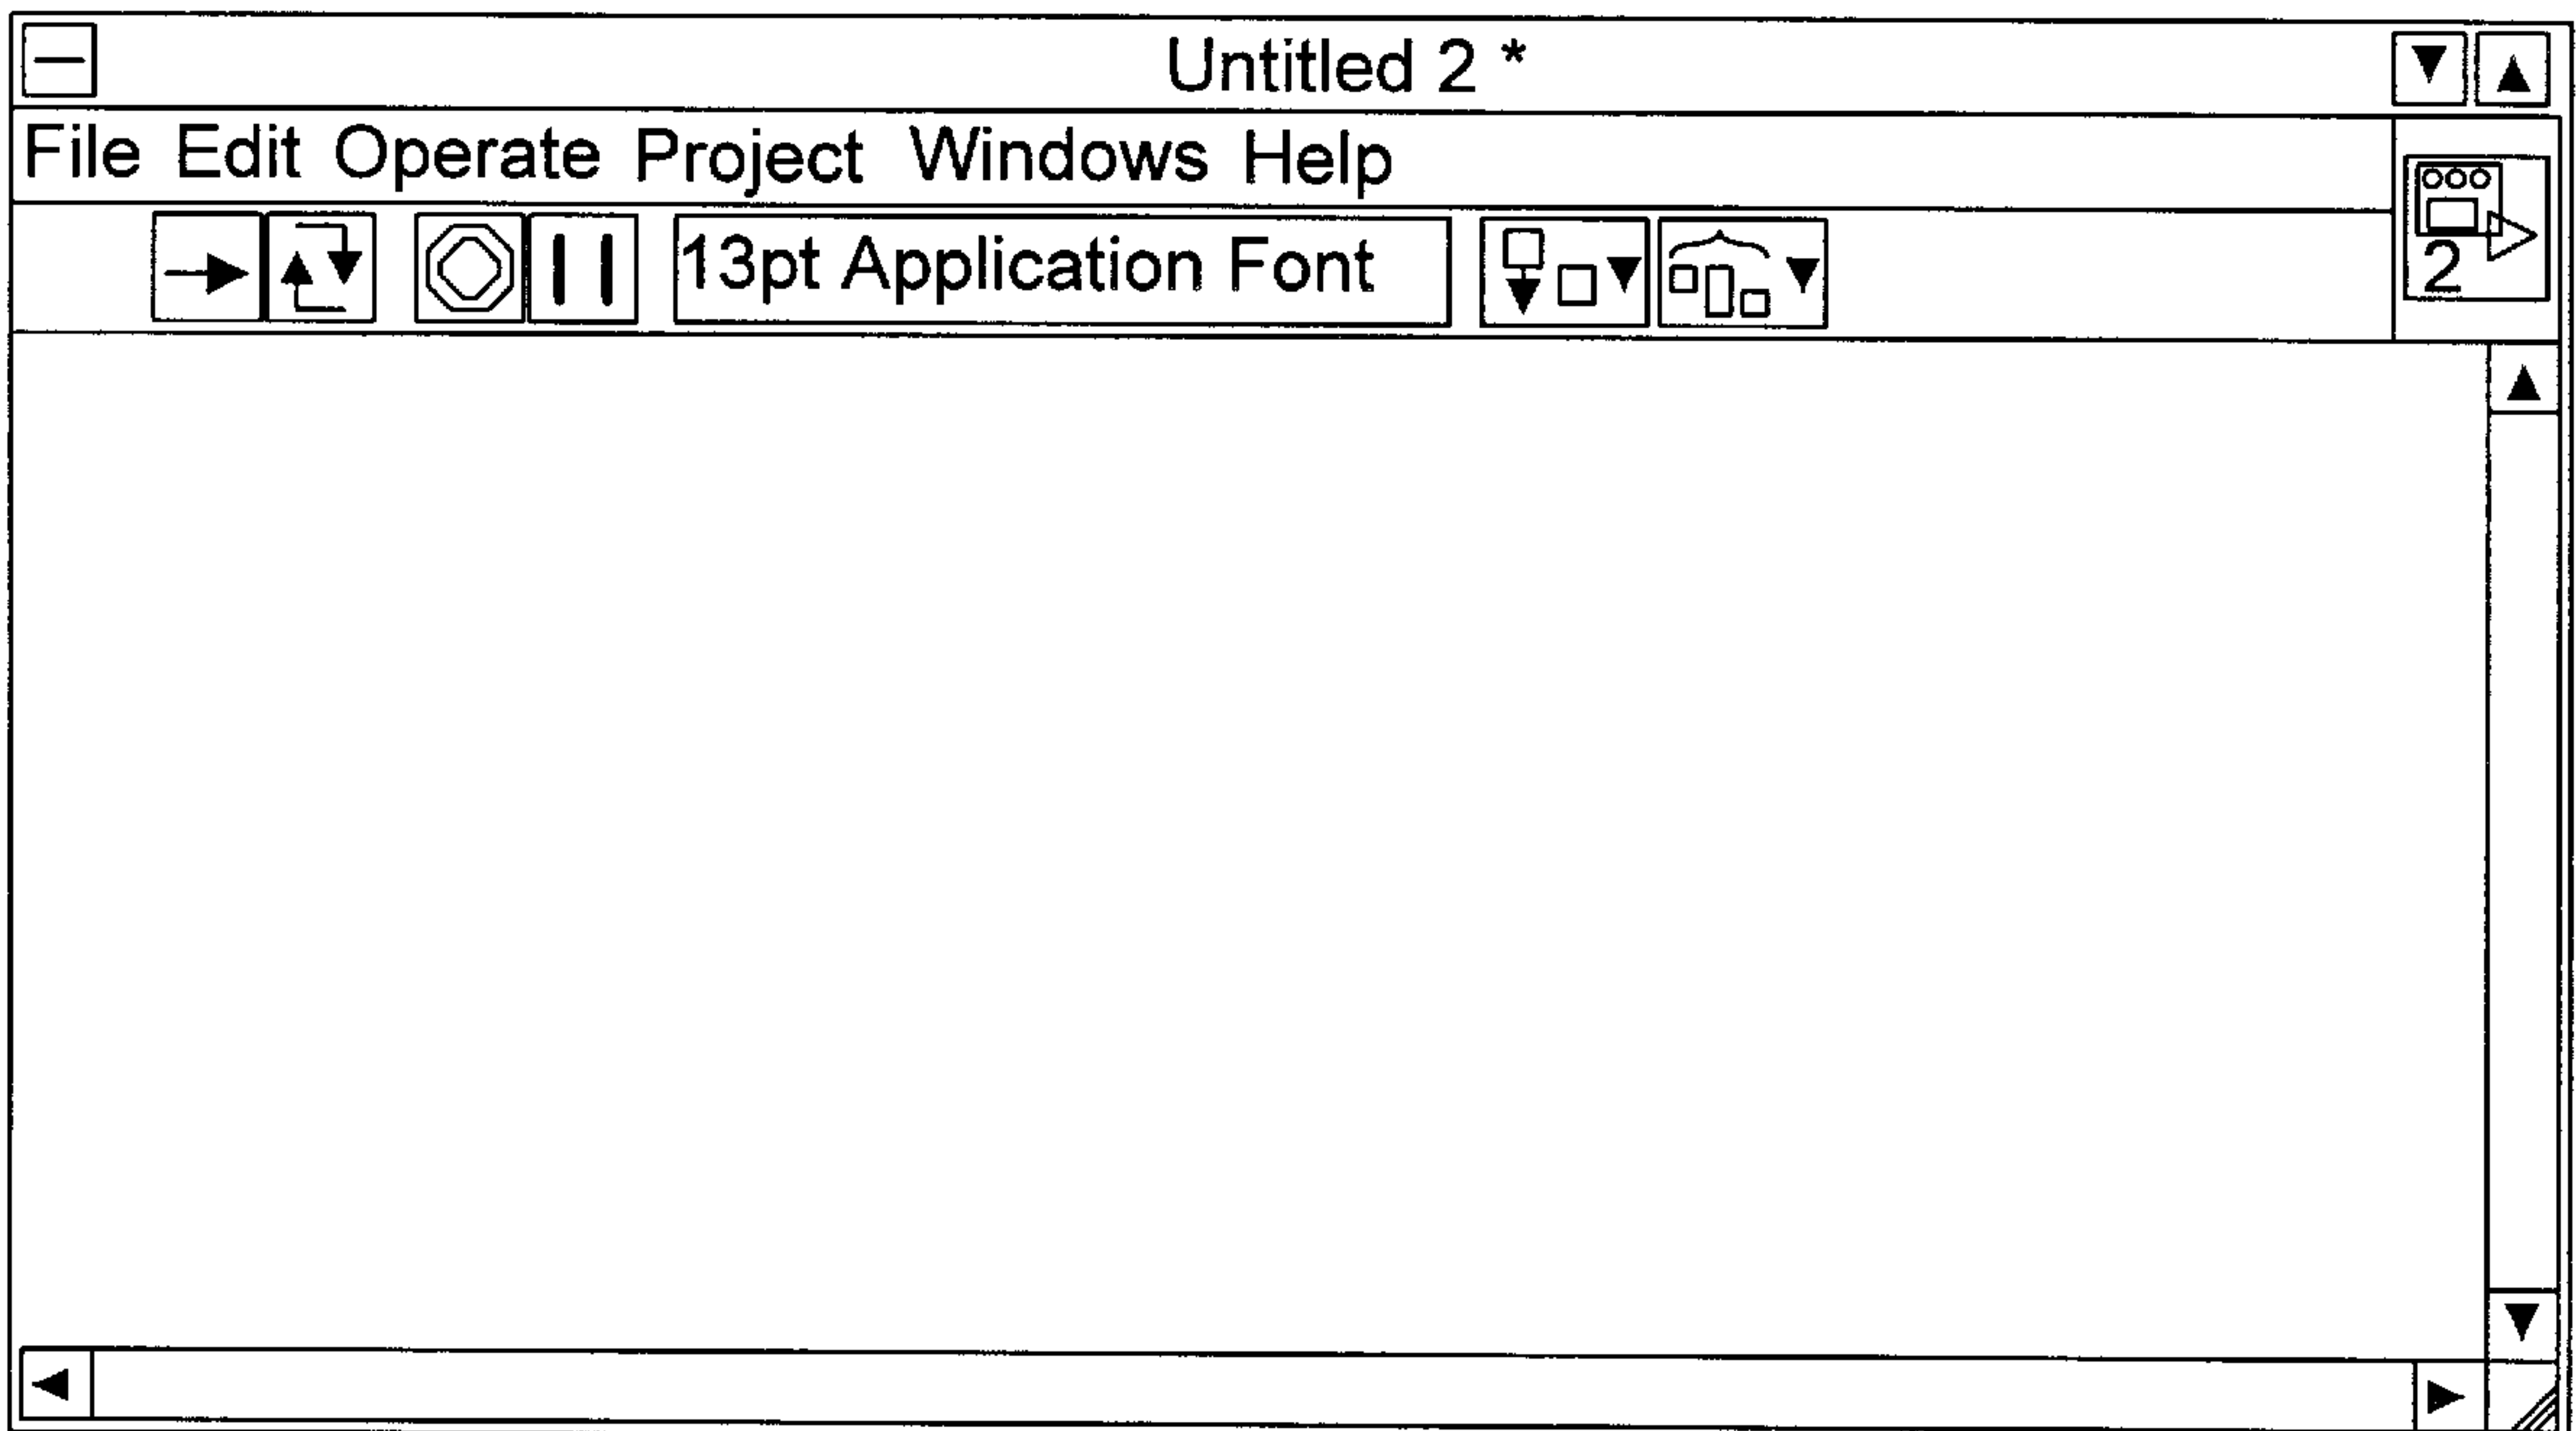 Untitled 2 *
File Edit Operate Project Windows Help
13pt Application Font
2